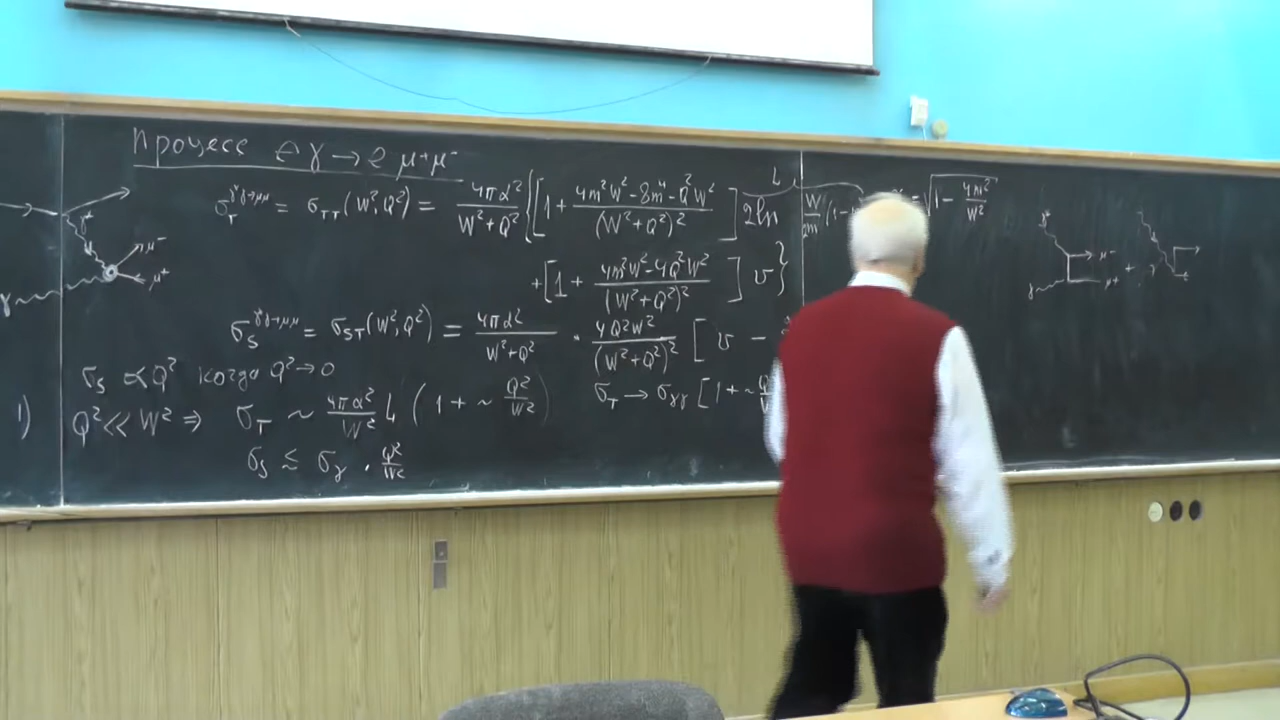 Процесс eγ → e μ+μ-
σ_T^{γ*γ→μμ} = σ_TT(W², Q²) = 4πα²/(W²+Q²) {[1 + (4m²W² - 8m⁴ - Q²W²)/(W²+Q²)²] 2ln W/2m (1-
L
= √(1 - 4m²/W²)
+[1 + (4m²W² - 4Q²W²)/(W²+Q²)²] v}
σ_S^{γ*γ→μμ} = σ_ST(W², Q²) = 4πα²/(W²+Q²) · 4Q²W²/(W²+Q²)² [v -
σ_S ∝ Q² когда Q² → 0
1) Q² ≪ W² ⇒ σ_T ~ 4πα²/W² L (1 + ~ Q²/W²) σ_T → σ_γγ [1 + ~
σ_S ≲ σ_γ · Q²/W²
γ* μ- μ+ γ
γ* μ- μ+ γ +